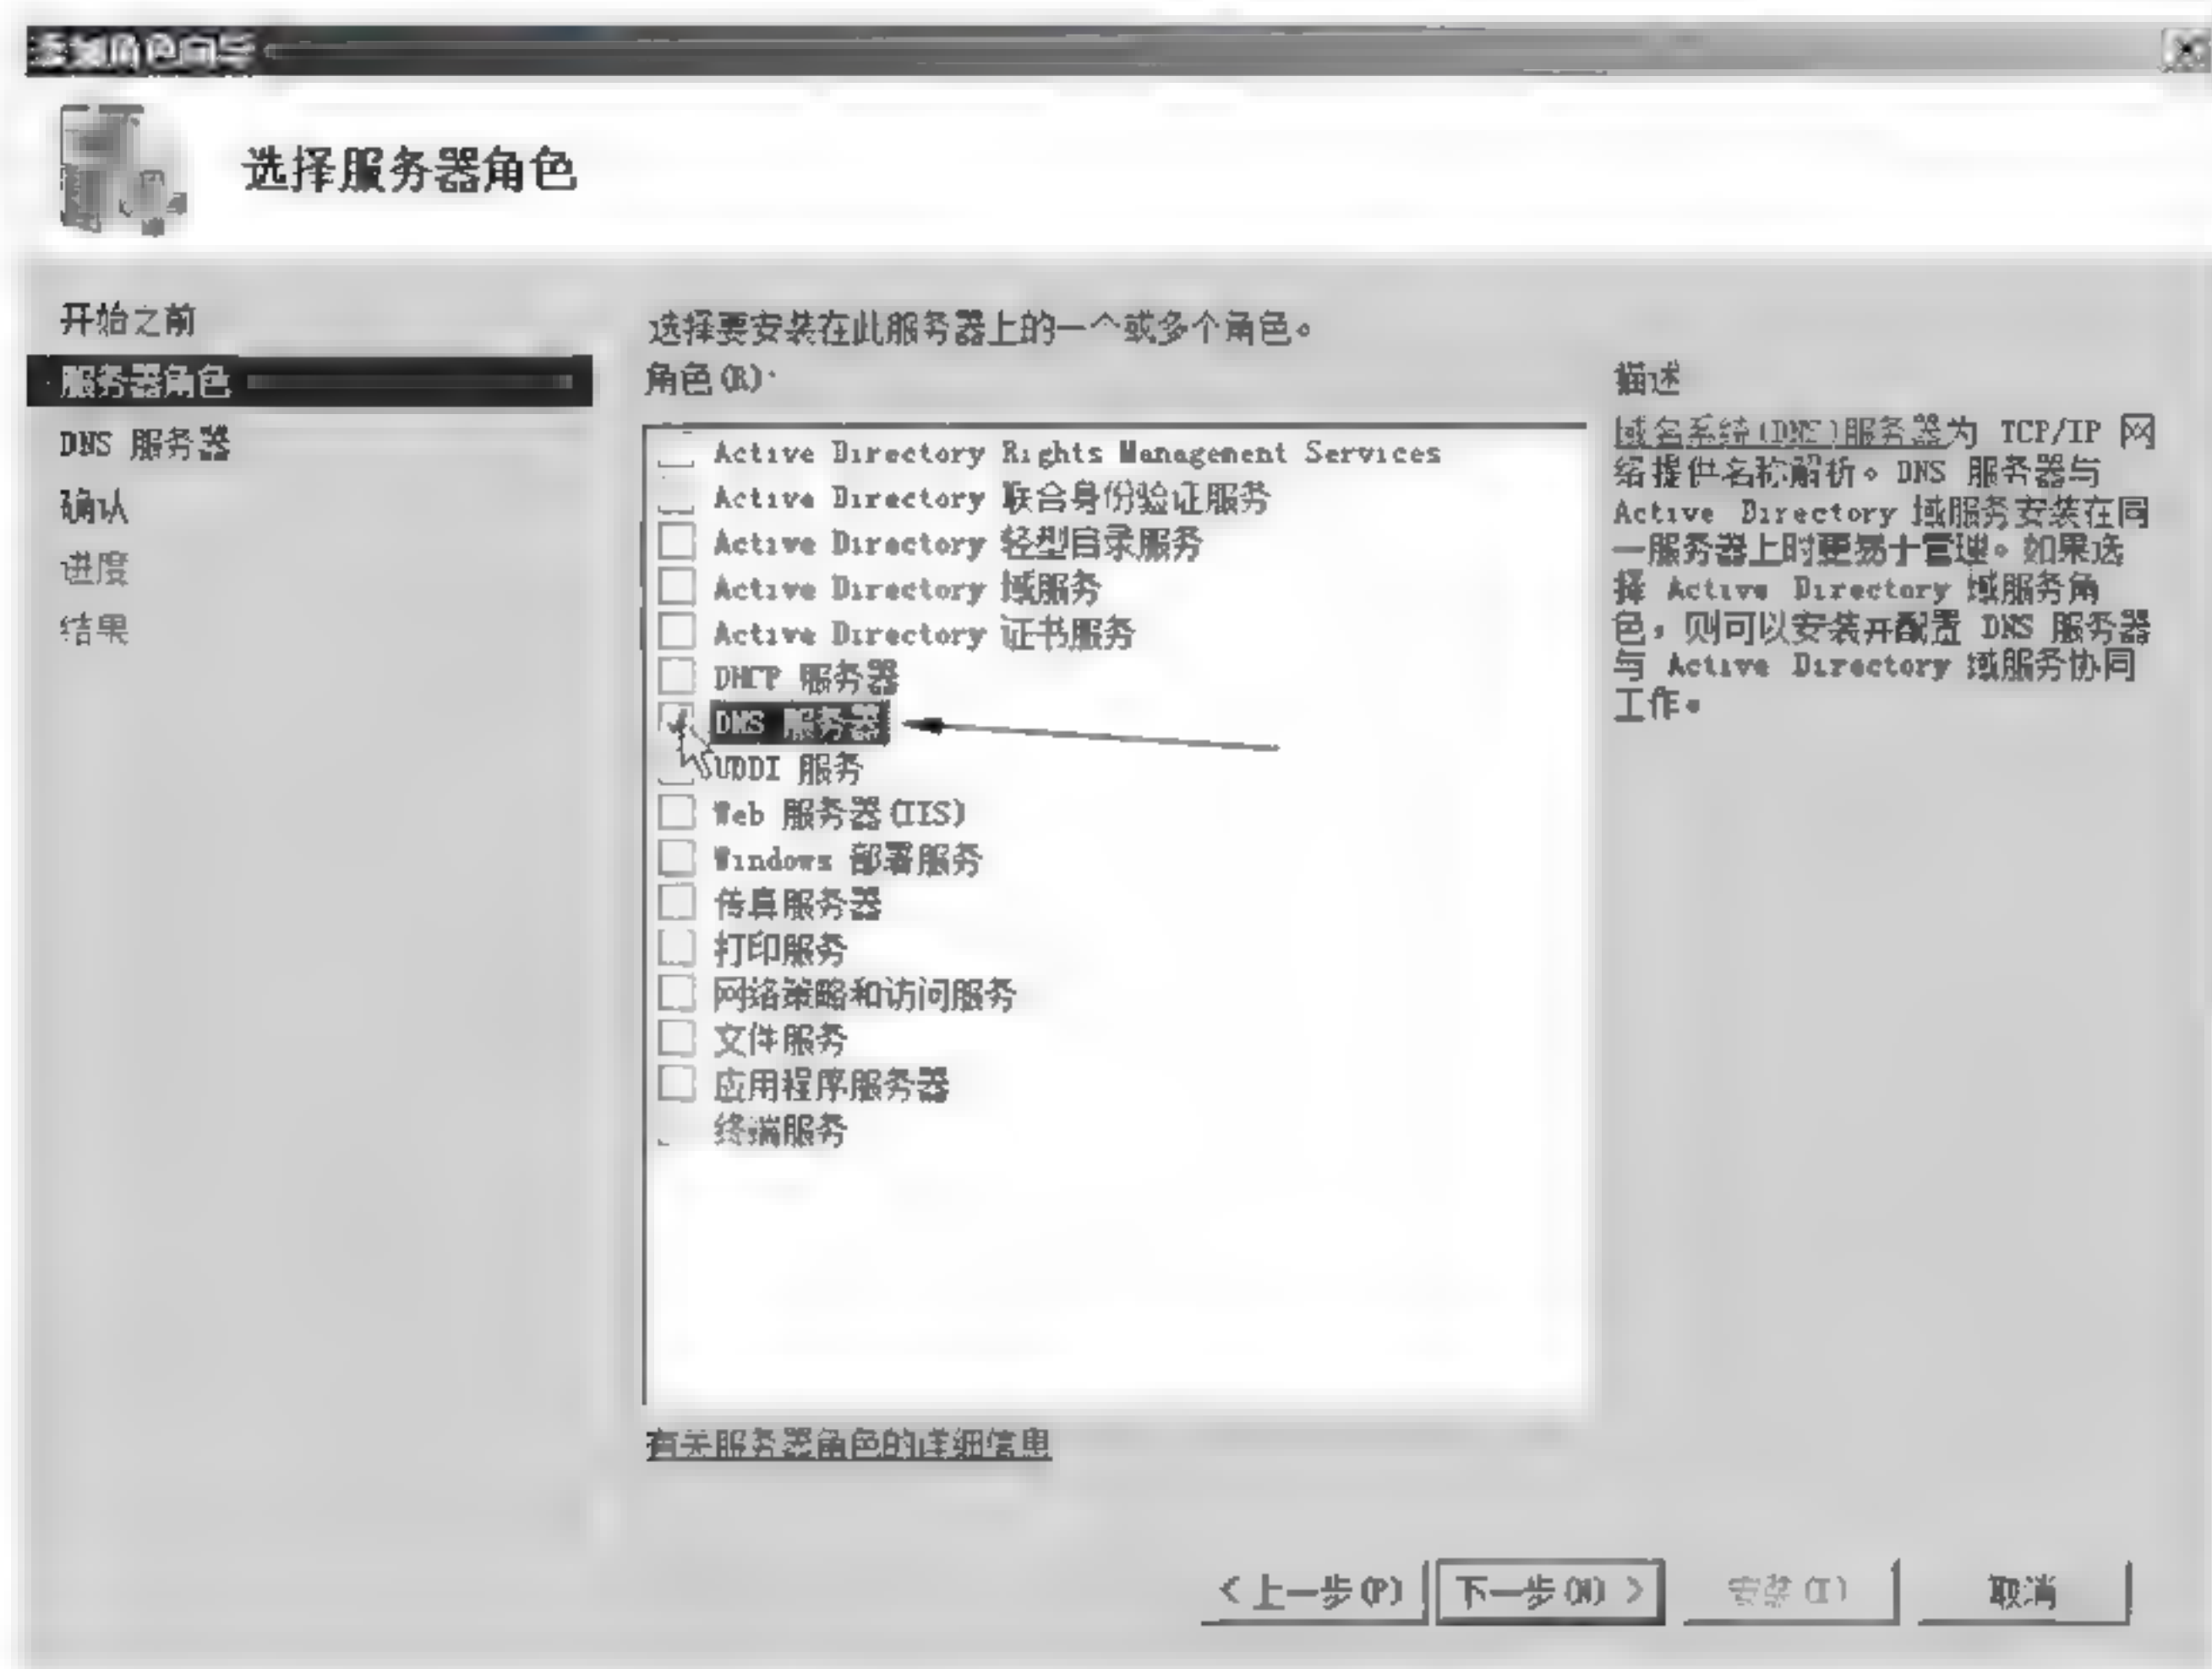 添加角色向导
选择服务器角色
开始之前
服务器角色
DNS 服务器
确认
进度
结果
选择要安装在此服务器上的一个或多个角色。
角色(R):
Active Directory Rights Management Services
Active Directory 联合身份验证服务
Active Directory 轻型目录服务
Active Directory 域服务
Active Directory 证书服务
DHCP 服务器
DNS 服务器
UDDI 服务
Web 服务器(IIS)
Windows 部署服务
传真服务器
打印服务
网络策略和访问服务
文件服务
应用程序服务器
终端服务
有关服务器角色的详细信息
描述
域名系统(DNS)服务器为 TCP/IP 网
络提供名称解析。DNS 服务器与
Active Directory 域服务安装在同
一服务器上时更易于管理。如果选
择 Active Directory 域服务角
色，则可以安装并配置 DNS 服务器
与 Active Directory 域服务协同
工作。
< 上一步(P)
下一步(N) >
安装(I)
取消